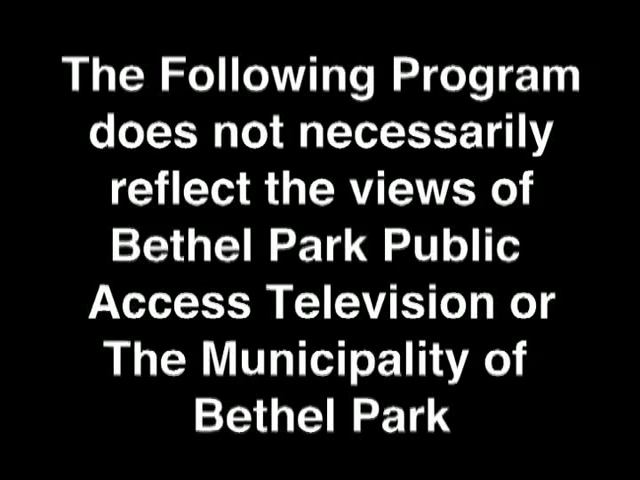 The Following Program
does not necessarily
reflect the views of
Bethel Park Public
Access Television or
The Municipality of
Bethel Park